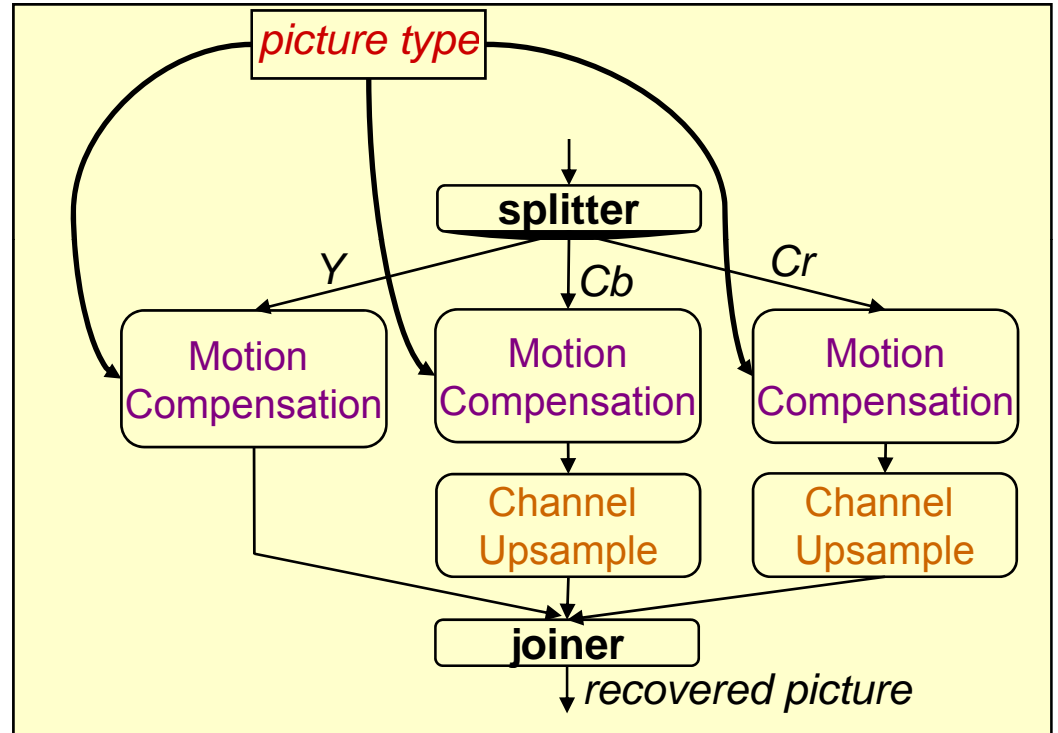 picture type
splitter
Y
Cb
Cr
Motion
Compensation
Motion
Compensation
Motion
Compensation
Channel
Upsample
Channel
Upsample
joiner
recovered picture